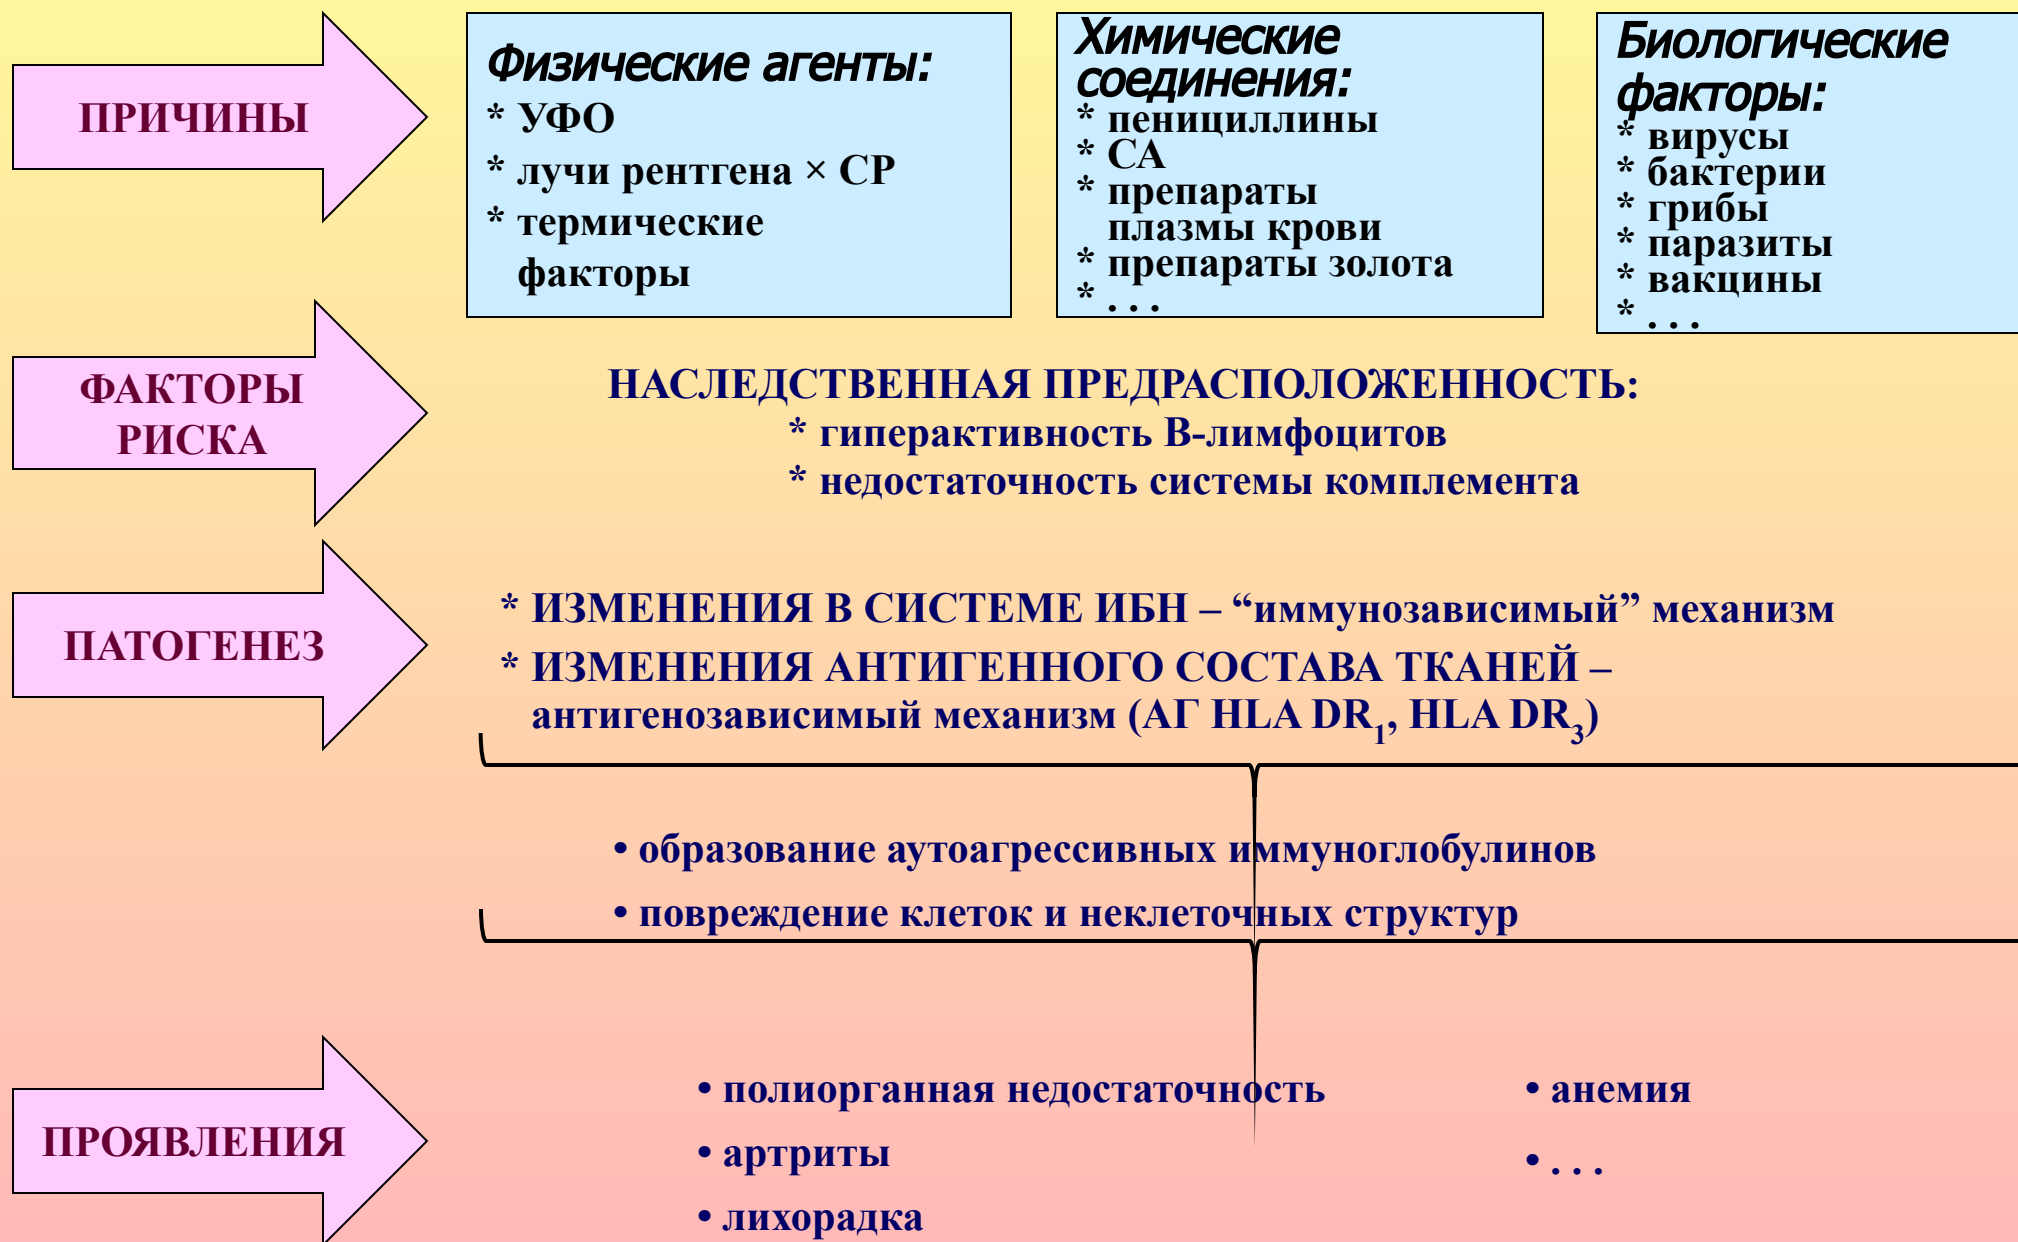 ПРИЧИНЫ
Физические агенты:
* УФО
* лучи рентгена × СР
* термические
факторы
Химические
соединения:
* пенициллины
* СА
* препараты
плазмы крови
* препараты золота
* . . .
Биологические
факторы:
* вирусы
* бактерии
* грибы
* паразиты
* вакцины
* . . .
ФАКТОРЫ
РИСКА
НАСЛЕДСТВЕННАЯ ПРЕДРАСПОЛОЖЕННОСТЬ:
* гиперактивность В-лимфоцитов
* недостаточность системы комплемента
ПАТОГЕНЕЗ
* ИЗМЕНЕНИЯ В СИСТЕМЕ ИБН – “иммунозависимый” механизм
* ИЗМЕНЕНИЯ АНТИГЕННОГО СОСТАВА ТКАНЕЙ –
антигенозависимый механизм (АГ HLA DR₁, HLA DR₃)
• образование аутоагрессивных иммуноглобулинов
• повреждение клеток и неклеточных структур
ПРОЯВЛЕНИЯ
• полиорганная недостаточность
• артриты
• лихорадка
• анемия
• . . .